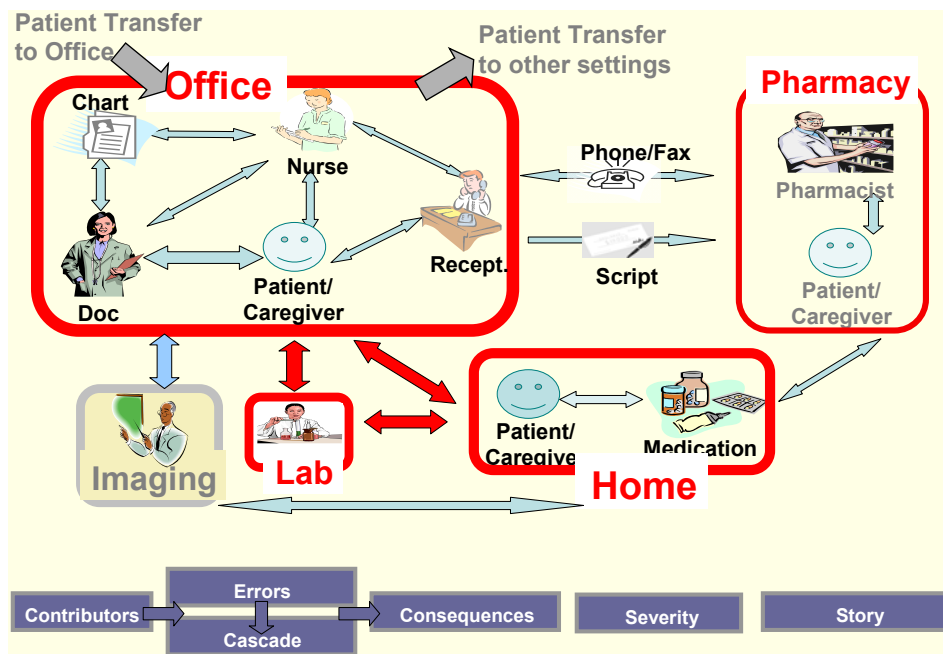 Patient Transfer
to Office
Patient Transfer
to other settings
Office
Pharmacy
Chart
Nurse
Phone/Fax
Pharmacist
Recept.
Script
Doc
Patient/
Caregiver
Patient/
Caregiver
Patient/
Caregive
Medication
Imaging
Lab
Home
Contributors
Errors
Cascade
Consequences
Severity
Story